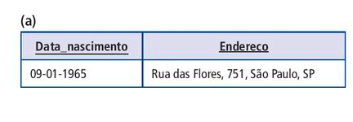 (a)
Data_nascimento Endereco
09-01-1965 Rua das Flores, 751, São Paulo, SP